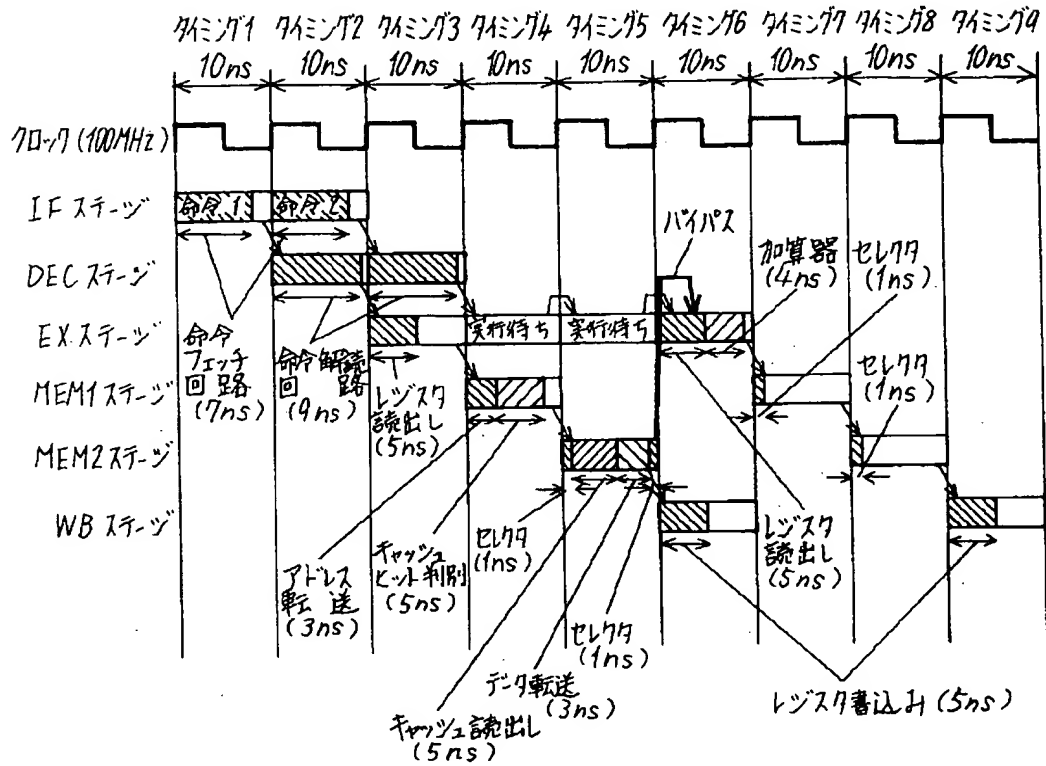 タイミング1 タイミング2 タイミング3 タイミング4 タイミング5 タイミング6 タイミング7 タイミング8 タイミング9
10ns 10ns 10ns 10ns 10ns 10ns 10ns 10ns 10ns
クロック(100MHz)
IFステージ
命令1 命令2
バイパス
加算器
(4ns)
セレクタ
(1ns)
DECステージ
EXステージ
実行待ち 実行待ち
命令
フェッチ
回路
(7ns)
命令解読
回路
(9ns)
レジスタ
読出し
(5ns)
セレクタ
(1ns)
MEM1ステージ
MEM2ステージ
WBステージ
アドレス
転送
(3ns)
キャッシュ
ヒット判別
(5ns)
セレクタ
(1ns)
レジスタ
読出し
(5ns)
セレクタ
(1ns)
データ転送
(3ns)
キャッシュ読出し
(5ns)
レジスタ書込み(5ns)